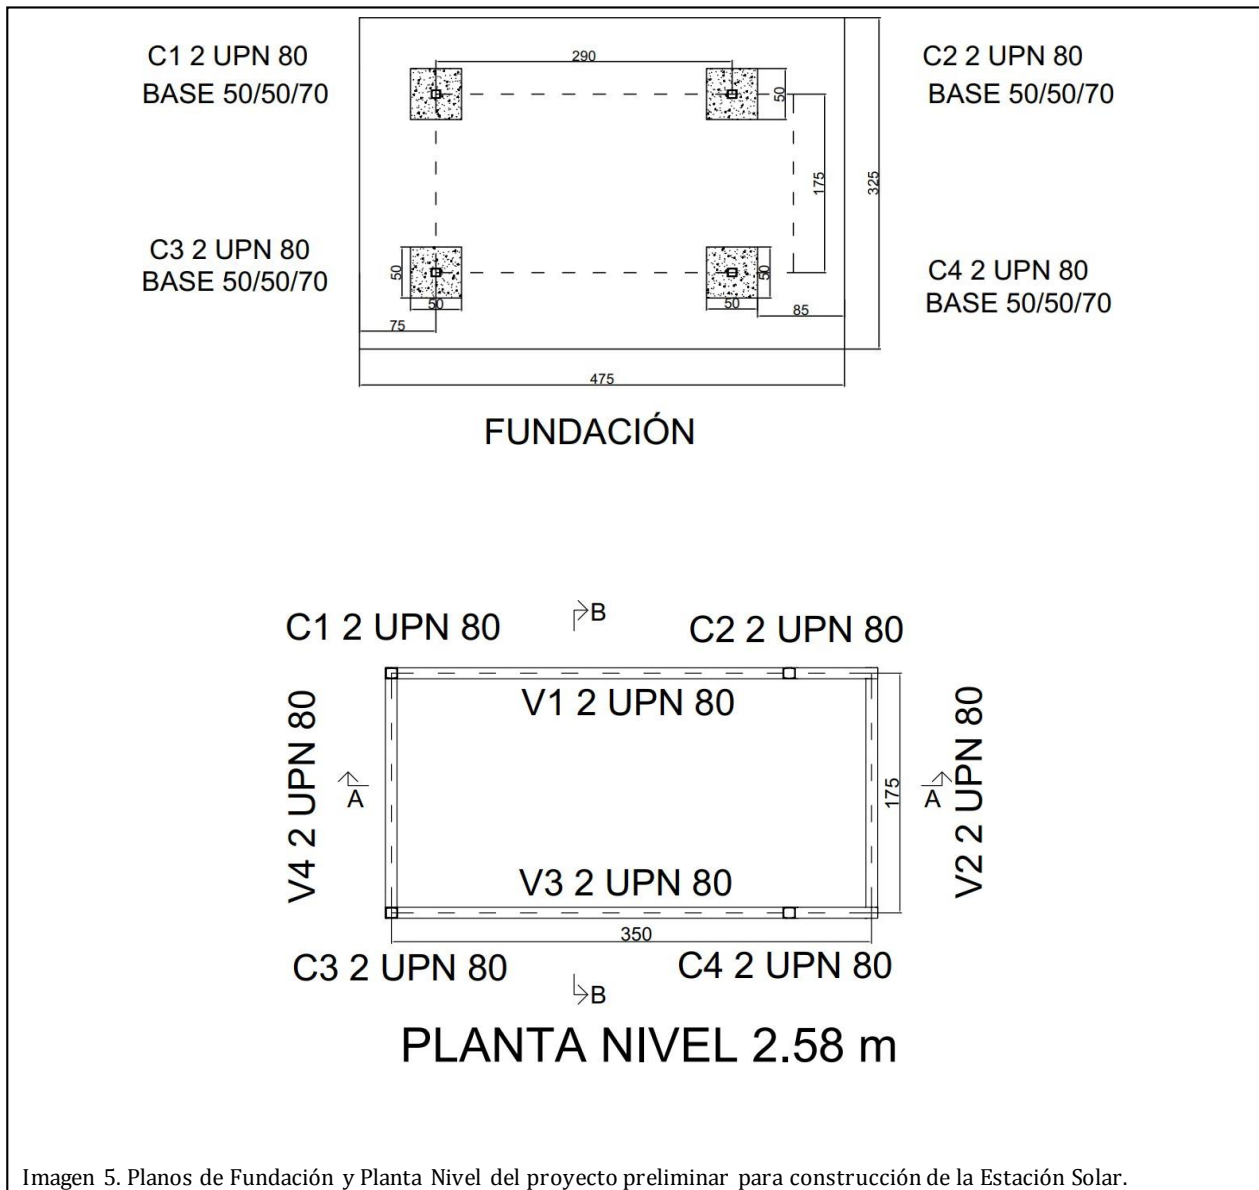 C1 2 UPN 80
BASE 50/50/70
C2 2 UPN 80
BASE 50/50/70
290
50
175
325
C3 2 UPN 80
BASE 50/50/70
C4 2 UPN 80
BASE 50/50/70
50
50
50
50
75
85
475
FUNDACIÓN
B
C1 2 UPN 80
C2 2 UPN 80
V1 2 UPN 80
V4 2 UPN 80
A
175
A
V2 2 UPN 80
V3 2 UPN 80
350
C3 2 UPN 80
C4 2 UPN 80
B
PLANTA NIVEL 2.58 m
Imagen 5. Planos de Fundación y Planta Nivel del proyecto preliminar para construcción de la Estación Solar.